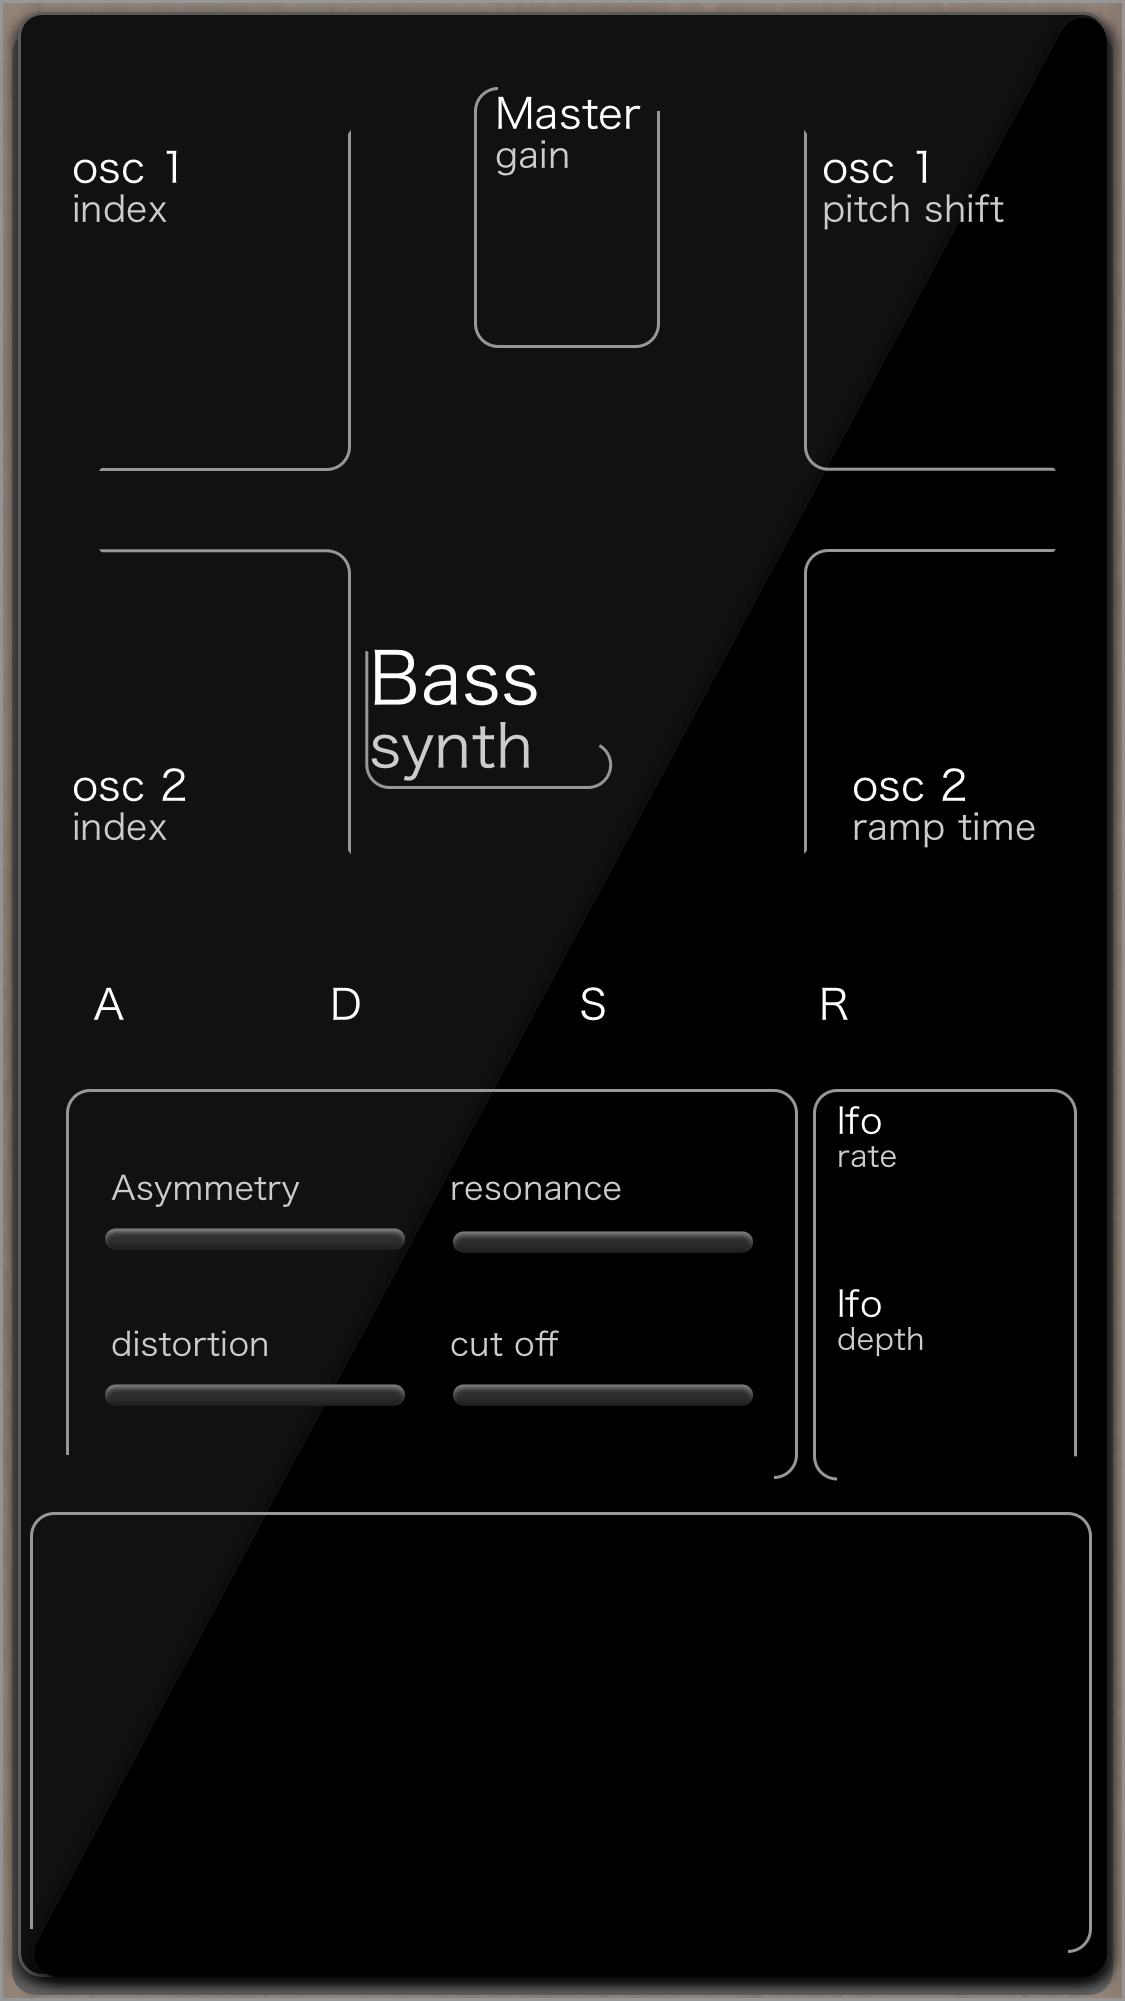 Master
gain
osc 1
index
osc 1
pitch shift
Bass
synth
osc 2
index
osc 2
ramp time
A D S R
Asymmetry
resonance
distortion
cut off
lfo
rate
lfo
depth